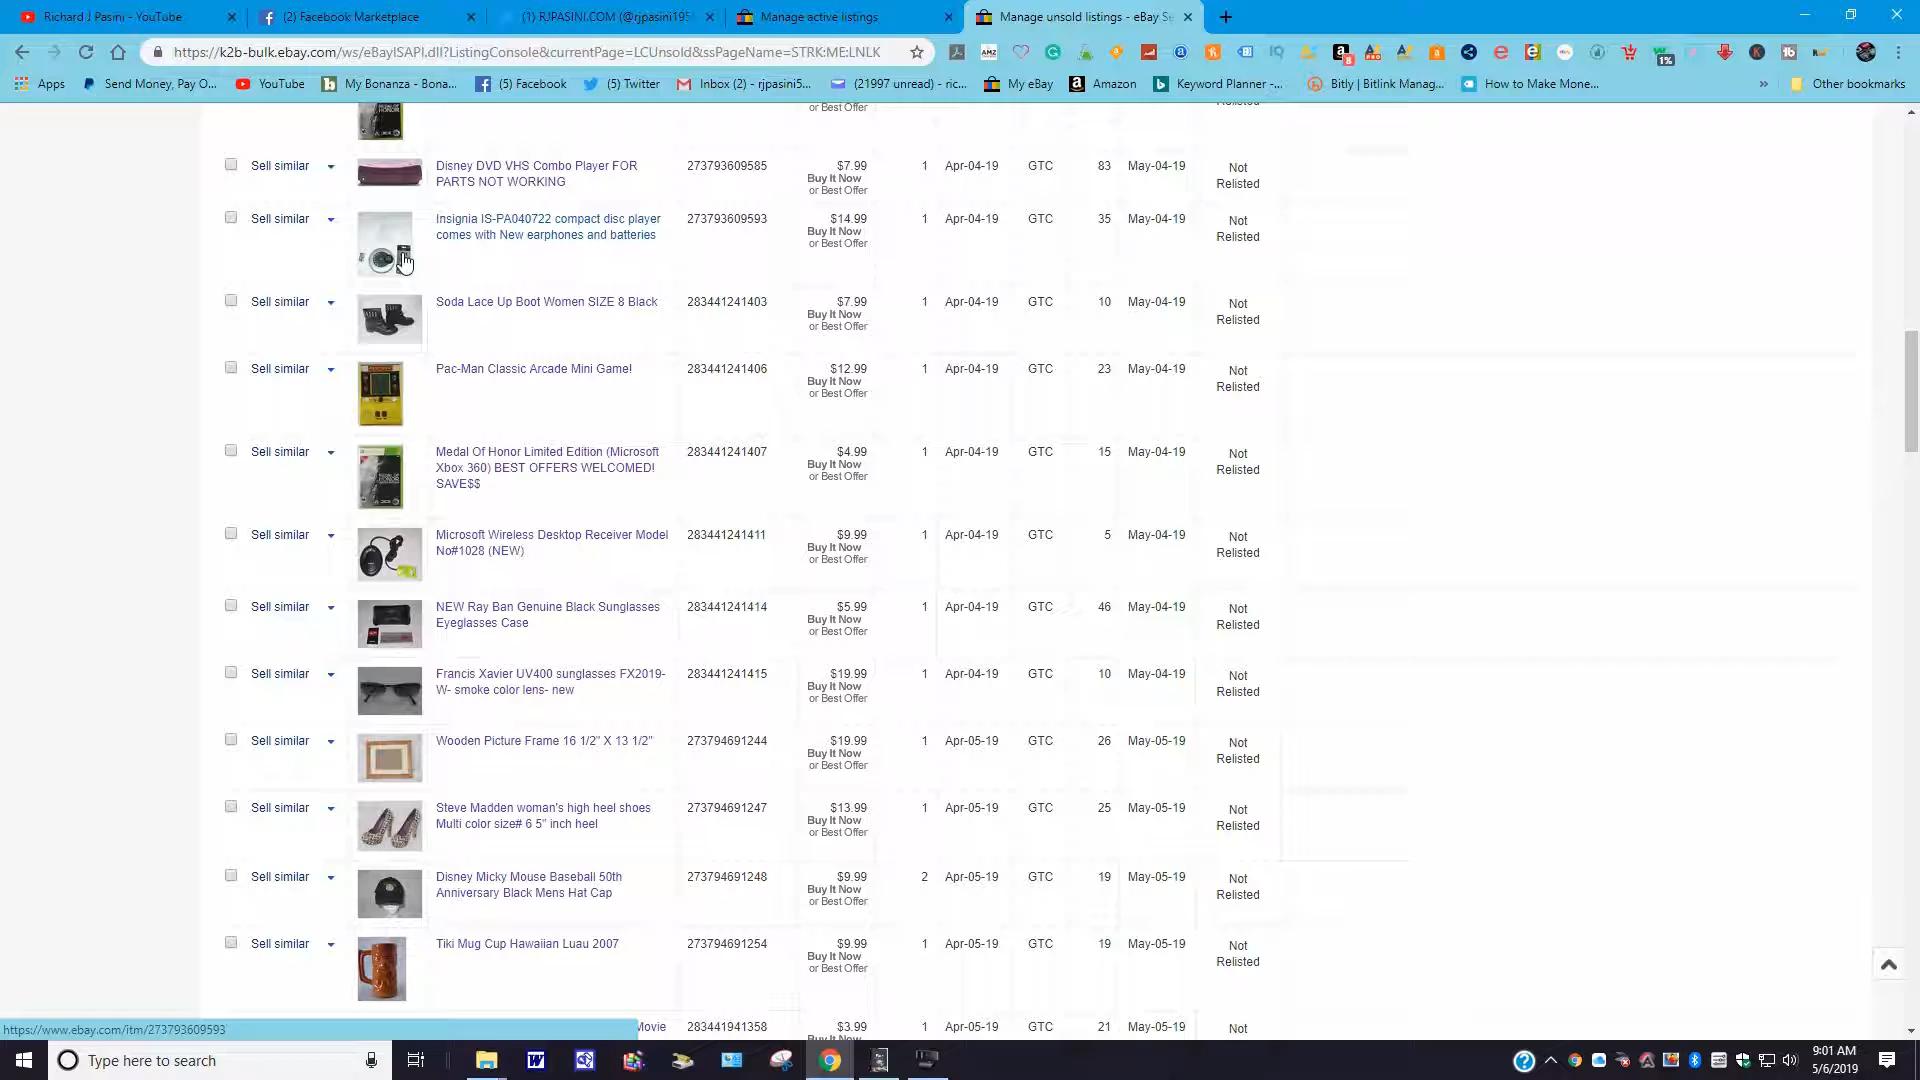 Richard J Pasini - YouTube
(2) Facebook Marketplace
(1) RJPASINI.COM (@rjpasini195
Manage active listings
Manage unsold listings - eBay Se
https://k2b-bulk.ebay.com/ws/eBayISAPI.dll?ListingConsole&currentPage=LCUnsold&ssPageName=STRK:ME:LNLK
Apps
Send Money, Pay O...
YouTube
My Bonanza - Bona...
(5) Facebook
(5) Twitter
Inbox (2) - rjpasini5...
(21997 unread) - ric...
My eBay
Amazon
Keyword Planner -...
Bitly | Bitlink Manag...
How to Make Mone...
Other bookmarks
or Best Offer
Relisted
Sell similar Disney DVD VHS Combo Player FOR 273793609585 $7.99 1 Apr-04-19 GTC 83 May-04-19 Not
PARTS NOT WORKING Buy It Now Relisted
or Best Offer
Sell similar Insignia IS-PA040722 compact disc player 273793609593 $14.99 1 Apr-04-19 GTC 35 May-04-19 Not
comes with New earphones and batteries Buy It Now Relisted
or Best Offer
Sell similar Soda Lace Up Boot Women SIZE 8 Black 283441241403 $7.99 1 Apr-04-19 GTC 10 May-04-19 Not
Buy It Now Relisted
or Best Offer
Sell similar Pac-Man Classic Arcade Mini Game! 283441241406 $12.99 1 Apr-04-19 GTC 23 May-04-19 Not
Buy It Now Relisted
or Best Offer
Sell similar Medal Of Honor Limited Edition (Microsoft 283441241407 $4.99 1 Apr-04-19 GTC 15 May-04-19 Not
Xbox 360) BEST OFFERS WELCOMED! Buy It Now Relisted
SAVE$$ or Best Offer
Sell similar Microsoft Wireless Desktop Receiver Model 283441241411 $9.99 1 Apr-04-19 GTC 5 May-04-19 Not
No#1028 (NEW) Buy It Now Relisted
or Best Offer
Sell similar NEW Ray Ban Genuine Black Sunglasses 283441241414 $5.99 1 Apr-04-19 GTC 46 May-04-19 Not
Eyeglasses Case Buy It Now Relisted
or Best Offer
Sell similar Francis Xavier UV400 sunglasses FX2019- 283441241415 $19.99 1 Apr-04-19 GTC 10 May-04-19 Not
W- smoke color lens- new Buy It Now Relisted
or Best Offer
Sell similar Wooden Picture Frame 16 1/2" X 13 1/2" 273794691244 $19.99 1 Apr-05-19 GTC 26 May-05-19 Not
Buy It Now Relisted
or Best Offer
Sell similar Steve Madden woman's high heel shoes 273794691247 $13.99 1 Apr-05-19 GTC 25 May-05-19 Not
Multi color size# 6 5" inch heel Buy It Now Relisted
or Best Offer
Sell similar Disney Micky Mouse Baseball 50th 273794691248 $9.99 2 Apr-05-19 GTC 19 May-05-19 Not
Anniversary Black Mens Hat Cap Buy It Now Relisted
or Best Offer
Sell similar Tiki Mug Cup Hawaiian Luau 2007 273794691254 $9.99 1 Apr-05-19 GTC 19 May-05-19 Not
Buy It Now Relisted
or Best Offer
Movie 283441941358 $3.99 1 Apr-05-19 GTC 21 May-05-19 Not
Buy It Now
https://www.ebay.com/itm/273793609593
Type here to search
9:01 AM
5/6/2019